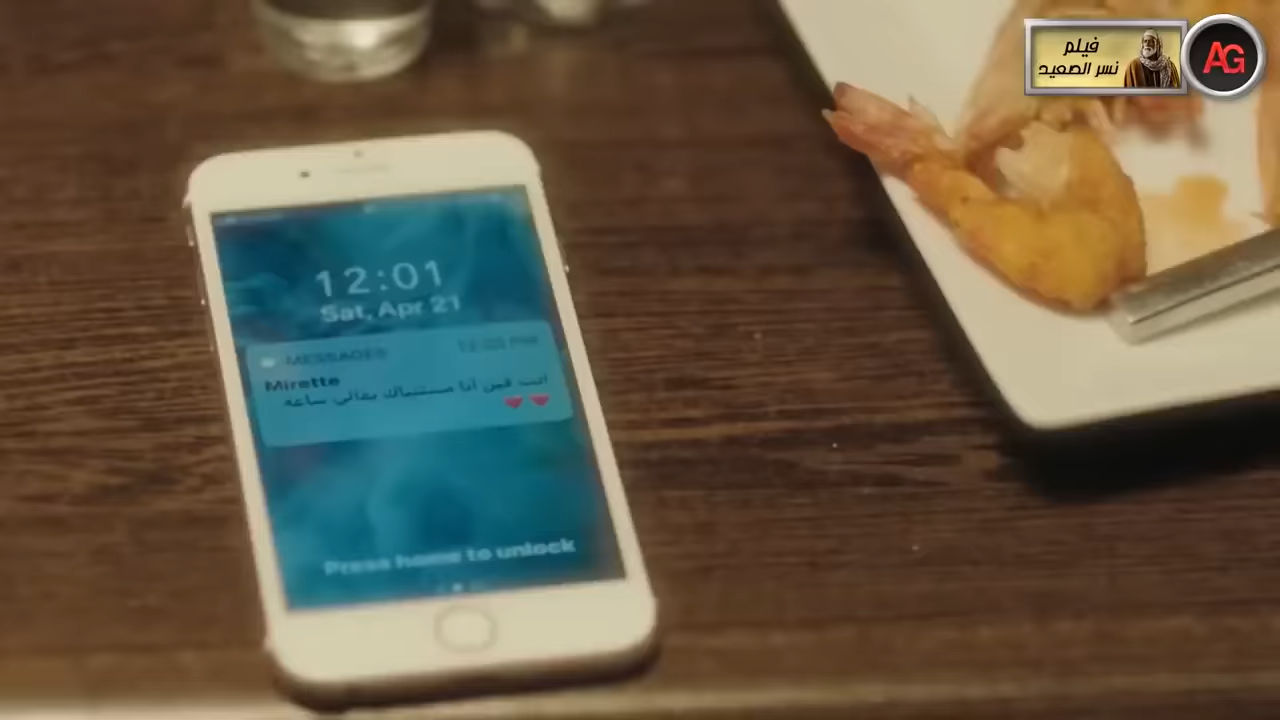 فيلم
نسر الصعيد
AG
12:01
Sat, Apr 21
MESSAGES
Mirette
انت فين انا مستنياك بقالى ساعه
Press home to unlock